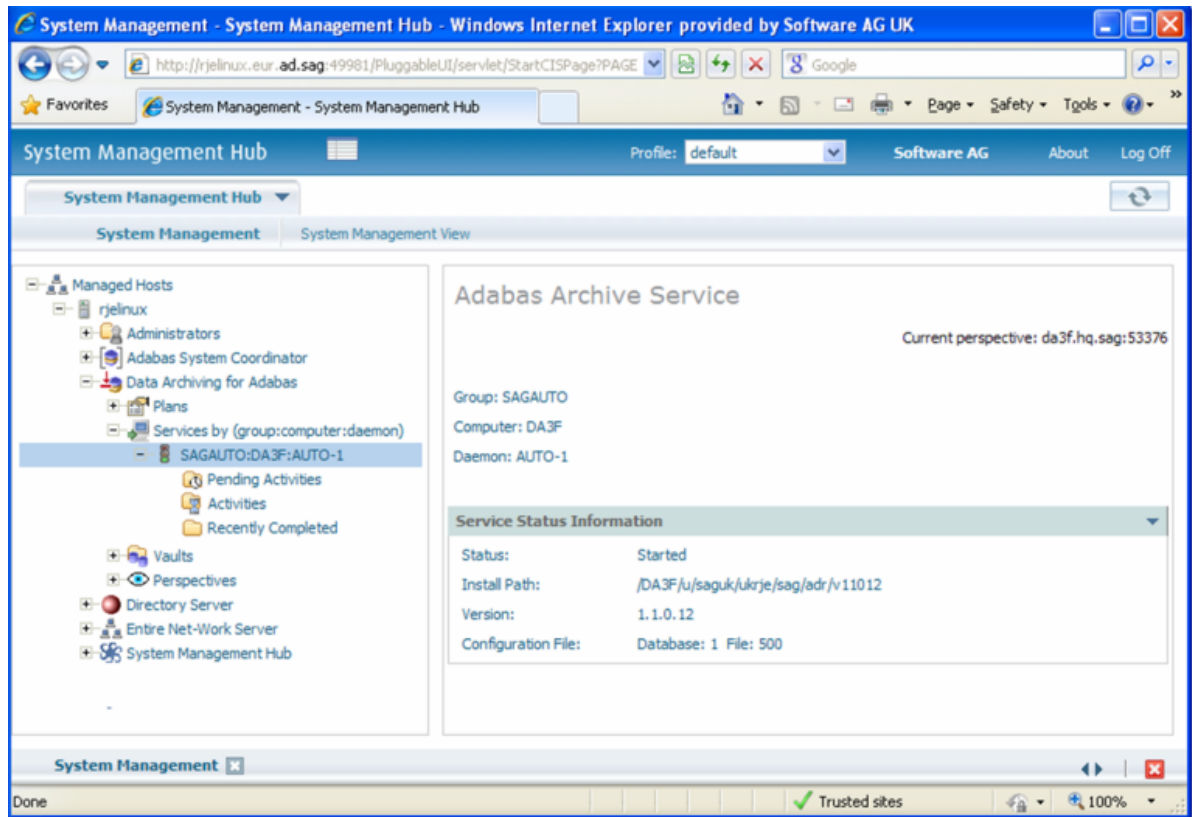 System Management - System Management Hub - Windows Internet Explorer provided by Software AG UK
http://rjelinux.eur.ad.sag:49981/PluggableUI/servlet/StartCISPage?PAGE
Google
Favorites
System Management - System Management Hub
Page
Safety
Tools
System Management Hub
Profile: default
Software AG
About
Log Off
System Management Hub
System Management
System Management View
Managed Hosts
rjelinux
Administrators
Adabas System Coordinator
Data Archiving for Adabas
Plans
Services by (group:computer:daemon)
SAGAUTO:DA3F:AUTO-1
Pending Activities
Activities
Recently Completed
Vaults
Perspectives
Directory Server
Entire Net-Work Server
System Management Hub
Adabas Archive Service
Current perspective: da3f.hq.sag:53376
Group: SAGAUTO
Computer: DA3F
Daemon: AUTO-1
Service Status Information
Status: Started
Install Path: /DA3F/u/saguk/ukrje/sag/adr/v11012
Version: 1.1.0.12
Configuration File: Database: 1 File: 500
System Management
Done
Trusted sites
100%